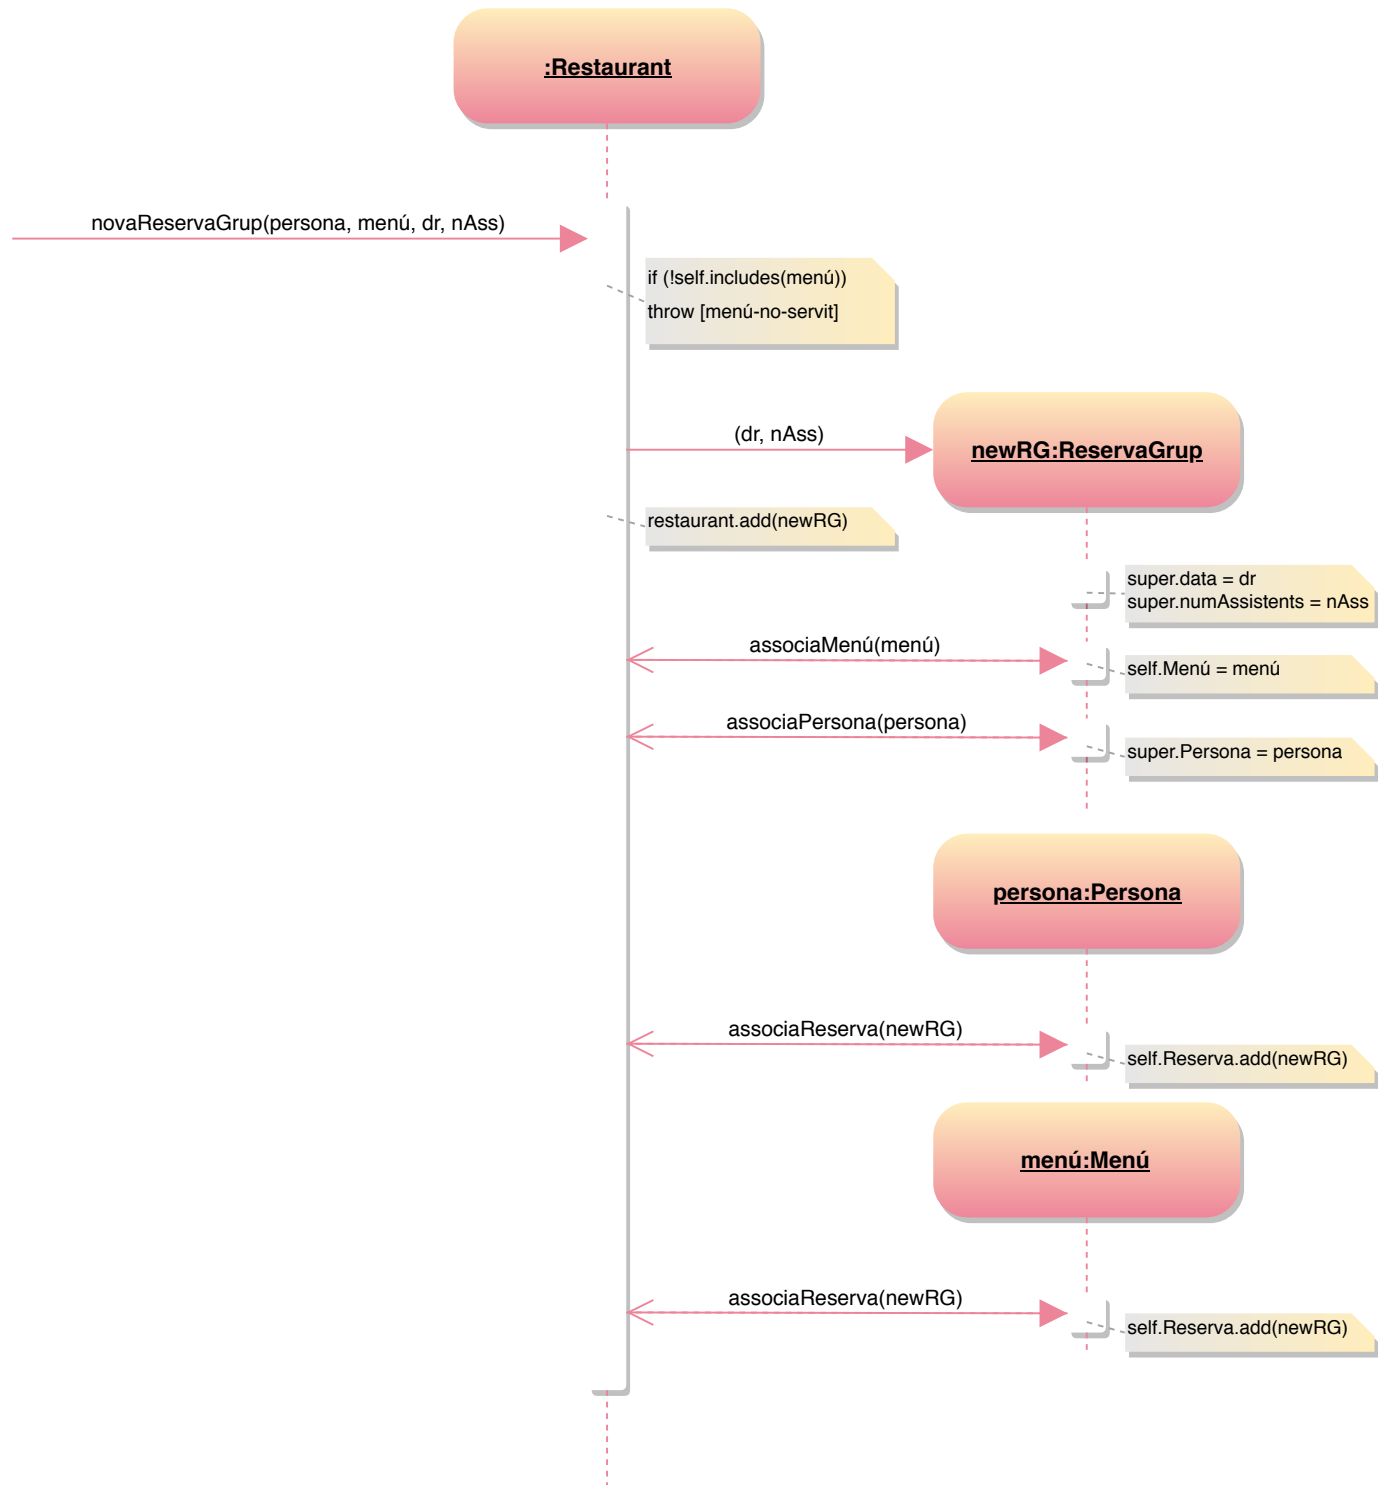 :Restaurant
novaReservaGrup(persona, menú, dr, nAss)
if (!self.includes(menú))
throw [menú-no-servit]
(dr, nAss)
newRG:ReservaGrup
restaurant.add(newRG)
super.data = dr
super.numAssistents = nAss
associaMenú(menú)
self.Menú = menú
associaPersona(persona)
super.Persona = persona
persona:Persona
associaReserva(newRG)
self.Reserva.add(newRG)
menú:Menú
associaReserva(newRG)
self.Reserva.add(newRG)